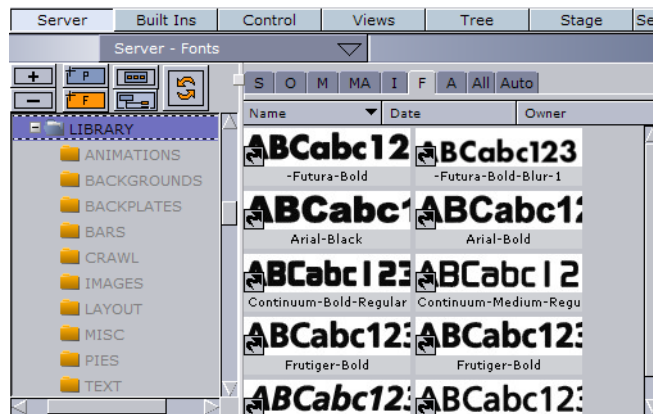 Server Built Ins Control Views Tree Stage Se
Server - Fonts
P
F
S O M MA I F A All Auto
Name Date Owner
LIBRARY
ANIMATIONS
BACKGROUNDS
BACKPLATES
BARS
CRAWL
IMAGES
LAYOUT
MISC
PIES
TEXT
ABCabc12 ABCabc123
-Futura-Bold -Futura-Bold-Blur-1
ABCabc1 ABCabc12
Arial-Black Arial-Bold
ABCabc123 ABCabc12
Continuum-Bold-Regular Continuum-Medium-Regu
ABCabc123 ABCabc123
Frutiger-Bold Frutiger-Bold
ABCabc123 ABCabc123